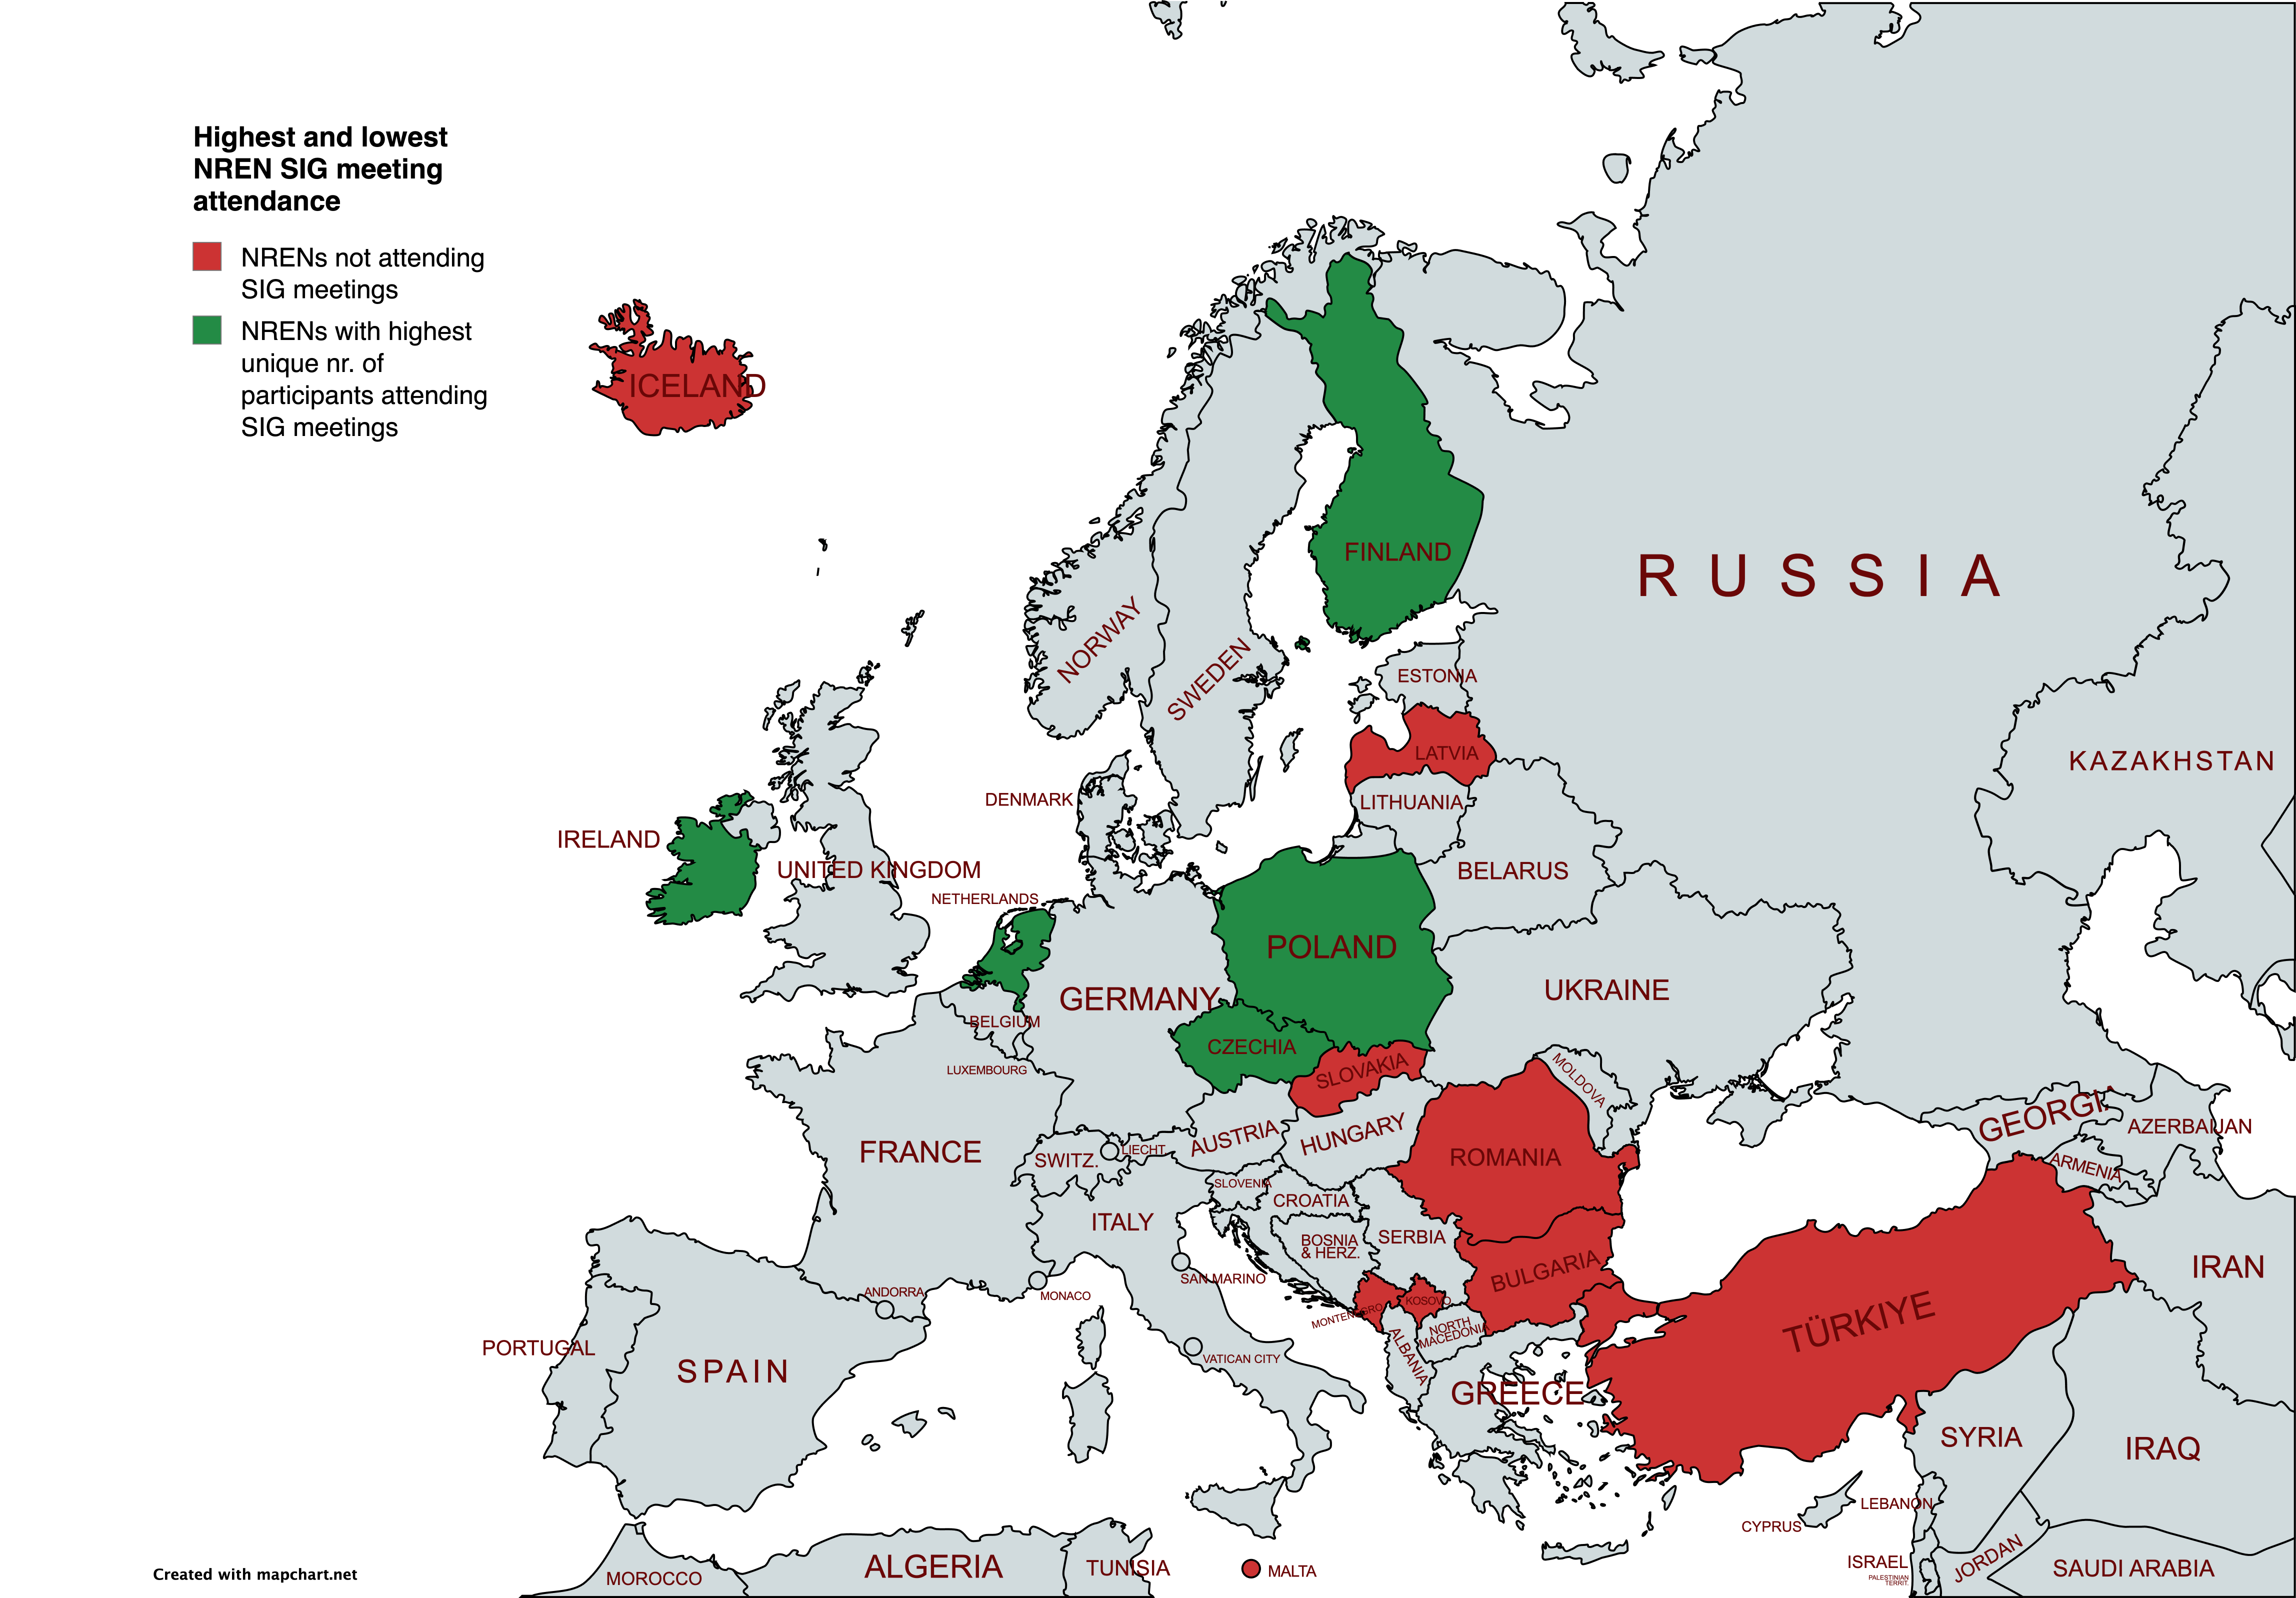 Highest and lowest
NREN SIG meeting
attendance
NRENs not attending
SIG meetings
NRENs with highest
unique nr. of
participants attending
SIG meetings
ICELAND
FINLAND
RUSSIA
NORWAY
SWEDEN
ESTONIA
LATVIA
KAZAKHSTAN
DENMARK
LITHUANIA
IRELAND
UNITED KINGDOM
BELARUS
NETHERLANDS
POLAND
GERMANY
UKRAINE
BELGIUM
CZECHIA
LUXEMBOURG
SLOVAKIA
MOLDOVA
FRANCE
SWITZ.
LIECHT.
AUSTRIA
HUNGARY
ROMANIA
GEORGI
AZERBAIJAN
ARMENIA
SLOVENIA
CROATIA
ITALY
BOSNIA
& HERZ.
SERBIA
BULGARIA
IRAN
SAN MARINO
ANDORRA
MONACO
MONTENEGRO
KOSOVO
NORTH
MACEDONIA
ALBANIA
TÜRKIYE
PORTUGAL
SPAIN
VATICAN CITY
GREECE
SYRIA
IRAQ
LEBANON
CYPRUS
ISRAEL
PALESTINIAN
TERRIT.
JORDAN
SAUDI ARABIA
MOROCCO
ALGERIA
TUNISIA
MALTA
Created with mapchart.net